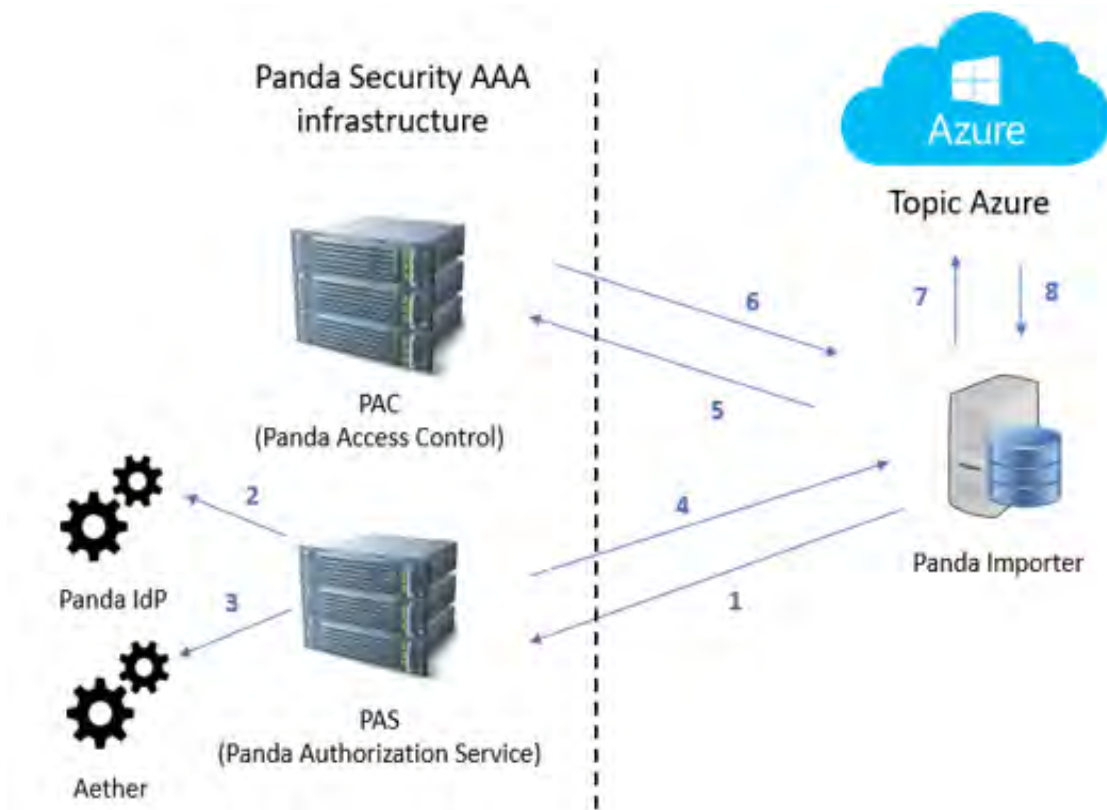 Panda Security AAA
infrastructure
Azure
Topic Azure
6
7
8
5
PAC
(Panda Access Control)
2
4
Panda IdP
3
1
Panda Importer
PAS
(Panda Authorization Service)
Aether